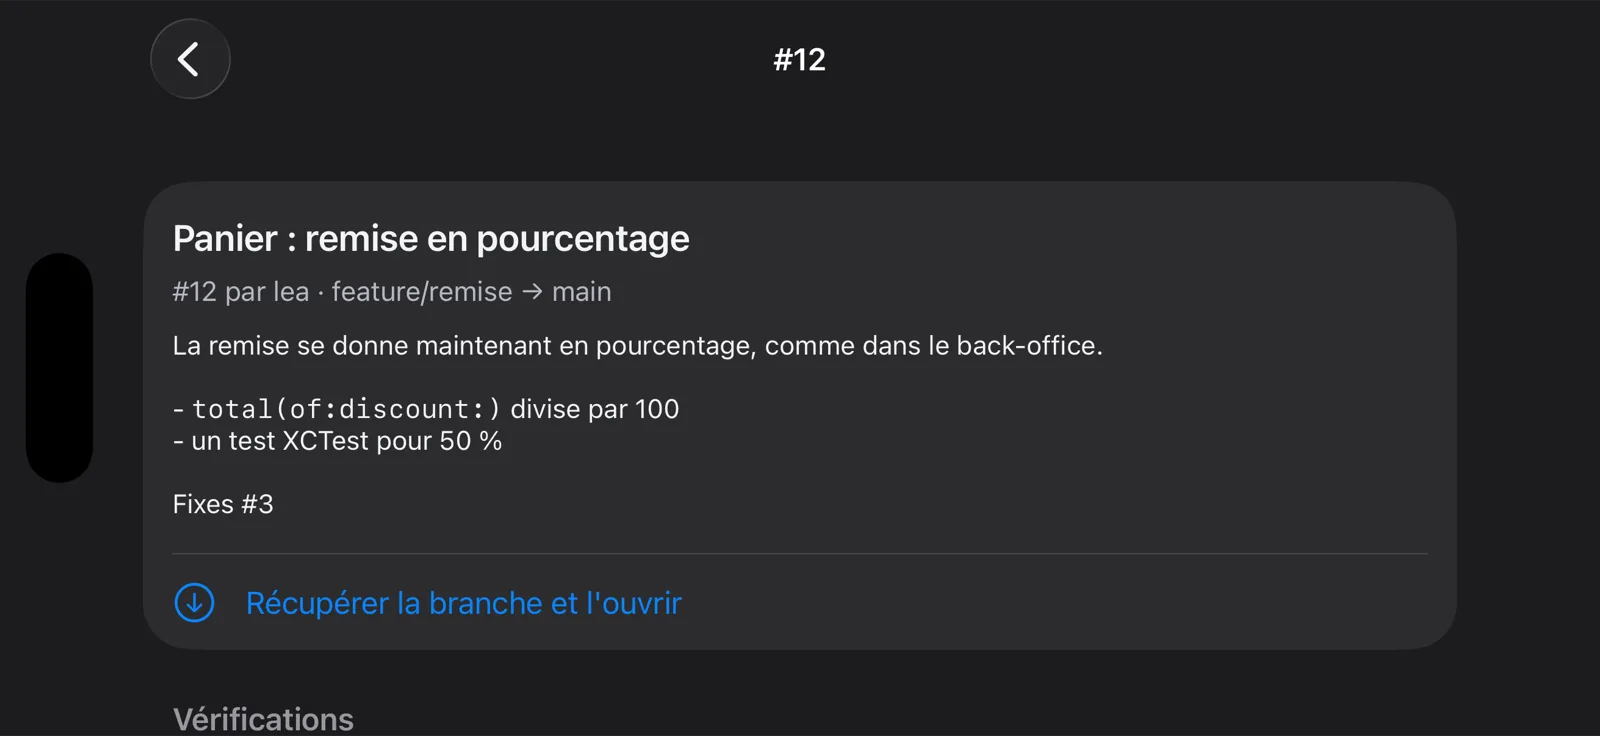 #12
Panier : remise en pourcentage
#12 par lea · feature/remise → main
La remise se donne maintenant en pourcentage, comme dans le back-office.
- total(of:discount:) divise par 100
- un test XCTest pour 50 %
Fixes #3
Récupérer la branche et l'ouvrir
Vérifications